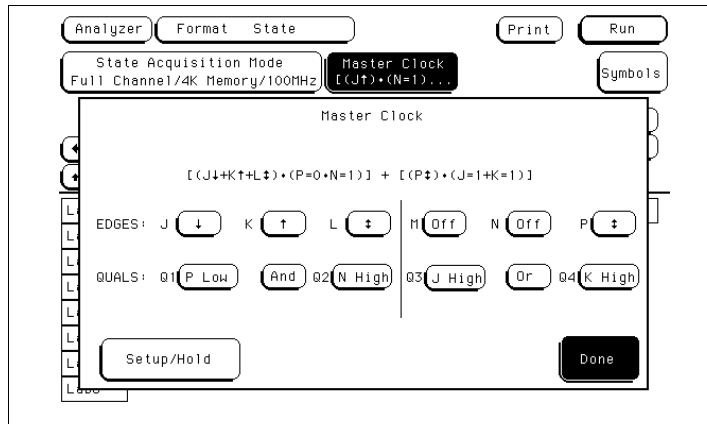 Analyzer Format State Print Run
State Acquisition Mode
Full Channel/4K Memory/100MHz
Master Clock
[(J↑)•(N=1)...
Symbols
Master Clock
[(J↓+K↑+L↕)•(P=0•N=1)] + [(P↕)•(J=1+K=1)]
EDGES: J ↓ K ↑ L ↕ M Off N Off P ↕
QUALS: Q1 P Low And Q2 N High Q3 J High Or Q4 K High
Setup/Hold
Done